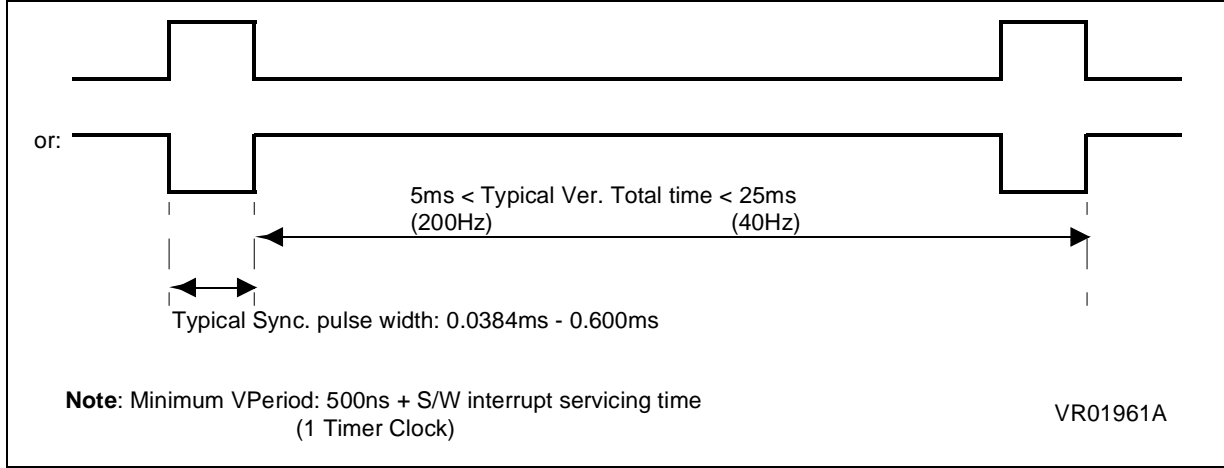 or:
5ms < Typical Ver. Total time < 25ms
(200Hz) (40Hz)
Typical Sync. pulse width: 0.0384ms - 0.600ms
Note: Minimum VPeriod: 500ns + S/W interrupt servicing time
(1 Timer Clock)
VR01961A